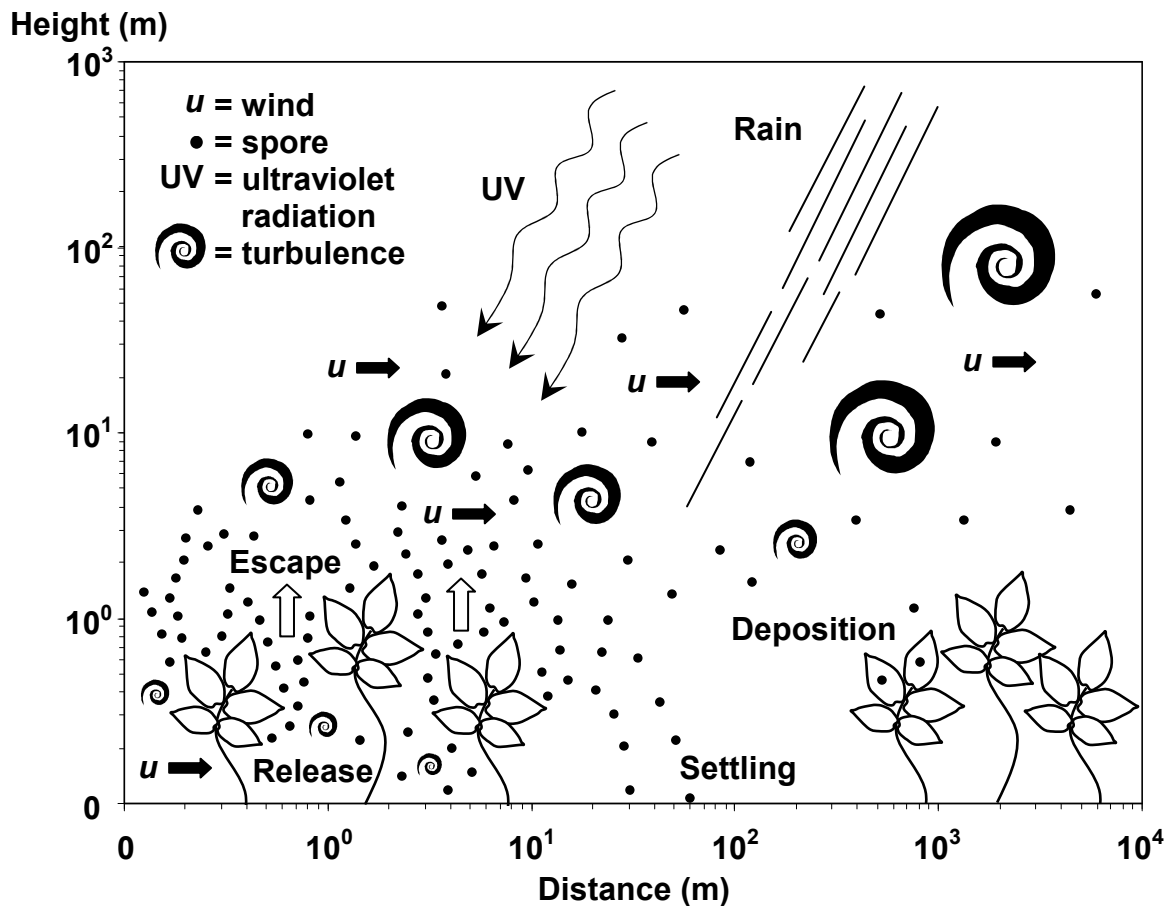 Height (m)
10³
u = wind
• = spore
UV = ultraviolet
radiation
= turbulence
UV
Rain
10²
u
u
u
10¹
u
Escape
10⁰
Deposition
u
Release
Settling
0
0
10⁰
10¹
10²
10³
10⁴
Distance (m)